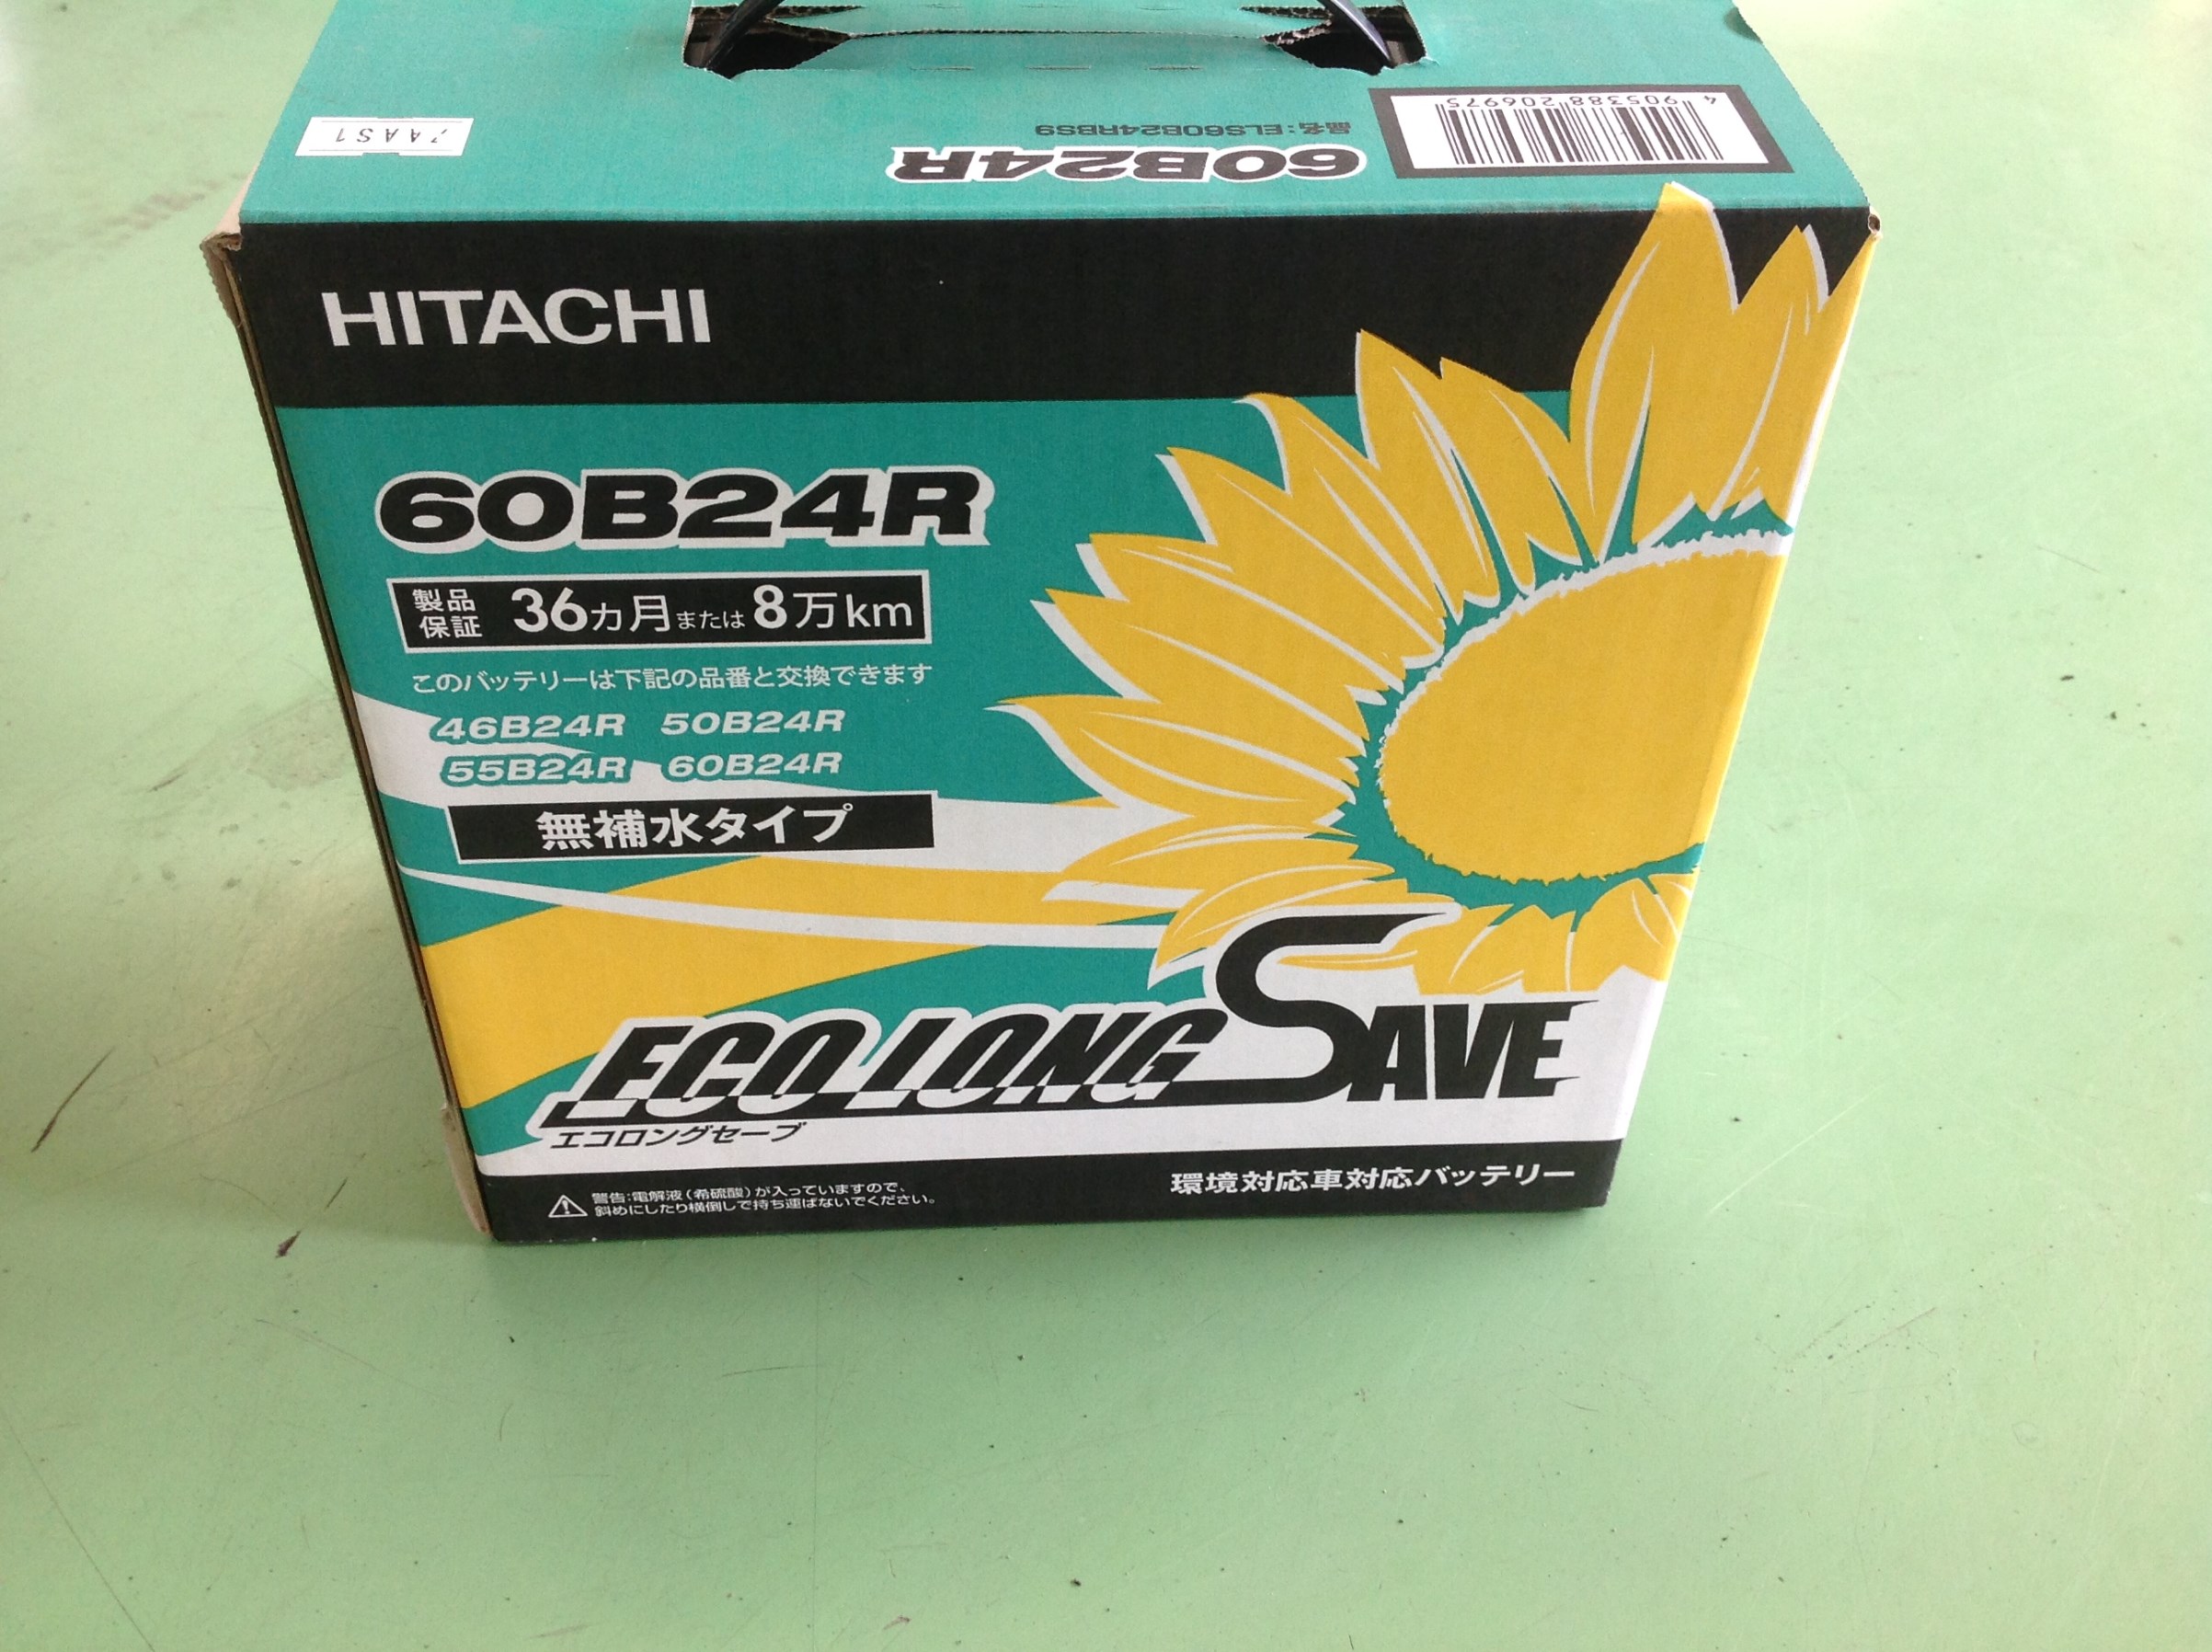 4 905388 206975
品名:ELS60B24RBS9
60B24R
HITACHI
60B24R
製品保証 36カ月または8万km
このバッテリーは下記の品番と交換できます
46B24R 50B24R
55B24R 60B24R
無補水タイプ
ECO LONG SAVE
エコロングセーブ
警告:電解液(希硫酸)が入っていますので、
斜めにしたり横倒しで持ち運ばないでください。
環境対応車対応バッテリー